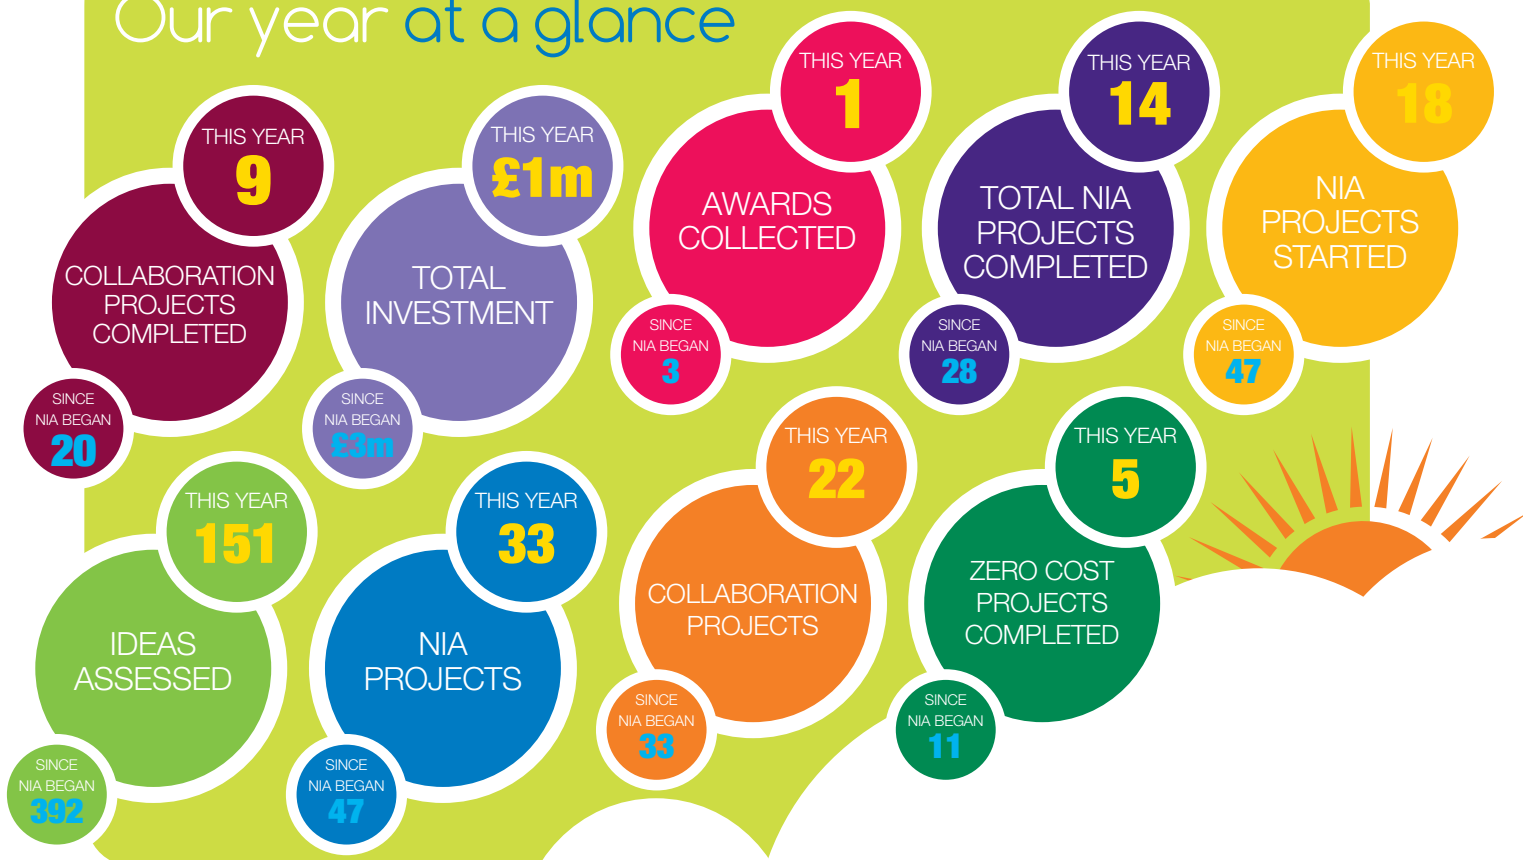 Our year at a glance
THIS YEAR
9
COLLABORATION
PROJECTS
COMPLETED
SINCE
NIA BEGAN
20
THIS YEAR
£1m
TOTAL
INVESTMENT
SINCE
NIA BEGAN
£3m
THIS YEAR
1
AWARDS
COLLECTED
SINCE
NIA BEGAN
3
THIS YEAR
14
TOTAL NIA
PROJECTS
COMPLETED
SINCE
NIA BEGAN
28
THIS YEAR
18
NIA
PROJECTS
STARTED
SINCE
NIA BEGAN
47
THIS YEAR
151
IDEAS
ASSESSED
SINCE
NIA BEGAN
392
THIS YEAR
33
NIA
PROJECTS
SINCE
NIA BEGAN
47
THIS YEAR
22
COLLABORATION
PROJECTS
SINCE
NIA BEGAN
33
THIS YEAR
5
ZERO COST
PROJECTS
COMPLETED
SINCE
NIA BEGAN
11